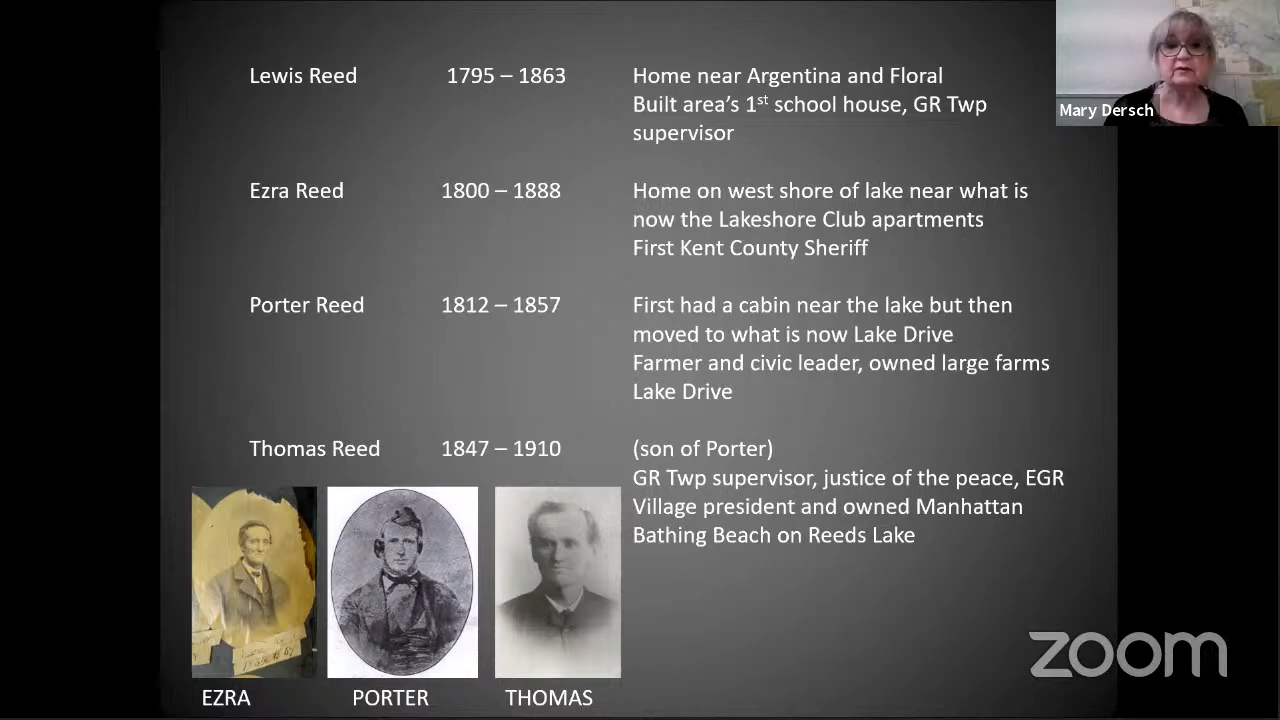 Lewis Reed 1795 – 1863 Home near Argentina and Floral
Built area's 1st school house, GR Twp
supervisor
Ezra Reed 1800 – 1888 Home on west shore of lake near what is
now the Lakeshore Club apartments
First Kent County Sheriff
Porter Reed 1812 – 1857 First had a cabin near the lake but then
moved to what is now Lake Drive
Farmer and civic leader, owned large farms
Lake Drive
Thomas Reed 1847 – 1910 (son of Porter)
GR Twp supervisor, justice of the peace, EGR
Village president and owned Manhattan
Bathing Beach on Reeds Lake
EZRA PORTER THOMAS
Mary Dersch
zoom